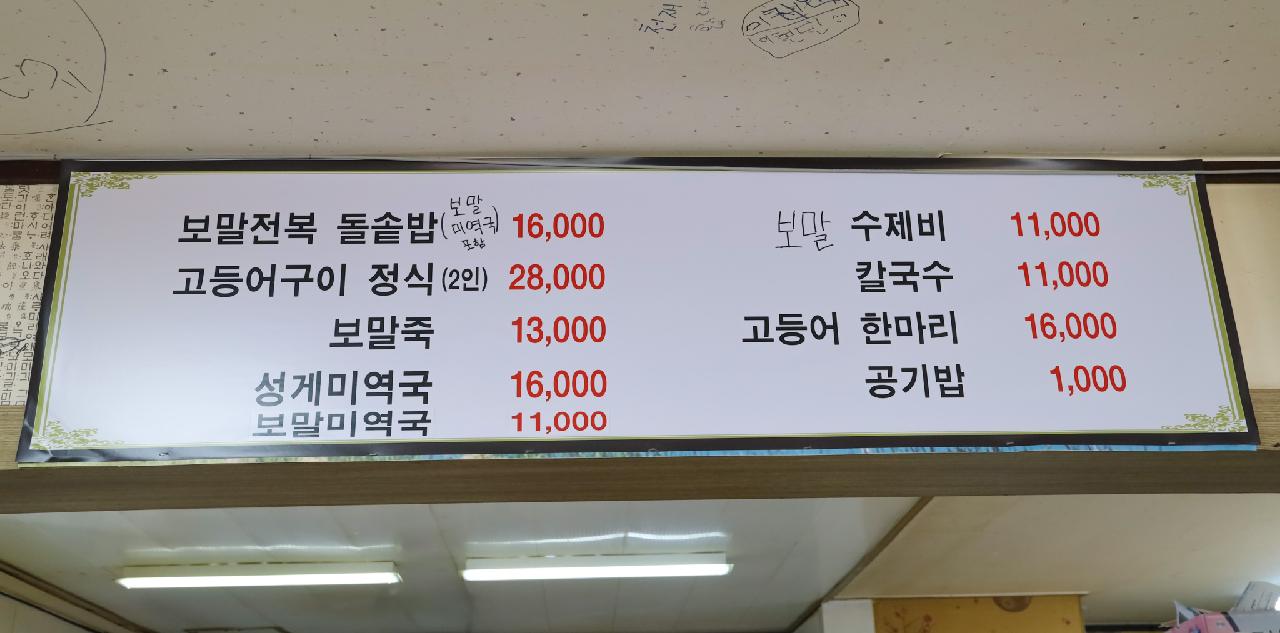 천재
보말전복 돌솥밥(보말 미역국 포함) 16,000
고등어구이 정식(2인) 28,000
보말죽 13,000
성게미역국 16,000
보말미역국 11,000
보말 수제비 11,000
칼국수 11,000
고등어 한마리 16,000
공기밥 1,000